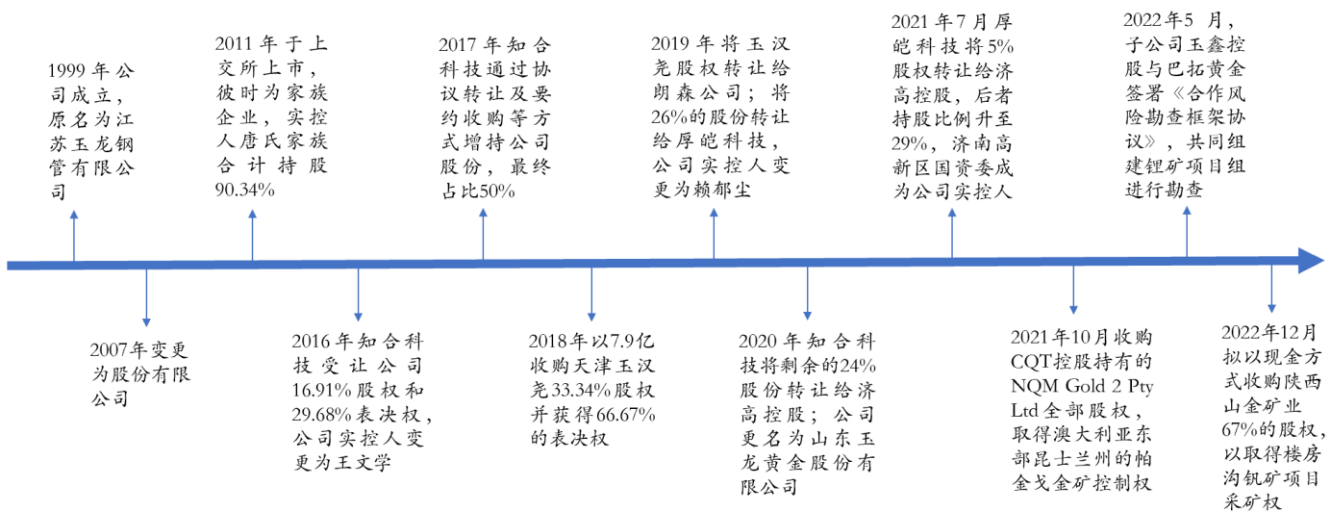 1999 年公
司成立，
原名为江
苏玉龙钢
管有限公
司
2007年变更
为股份有限
公司
2011 年于上
交所上市，
彼时为家族
企业，实控
人唐氏家族
合计持股
90.34%
2016年知合科
技受让公司
16.91%股权和
29.68%表决权，
公司实控人变
更为王文学
2017 年知合
科技通过协
议转让及要
约收购等方
式增持公司
股份，最终
占比50%
2018年以7.9亿
收购天津玉汉
尧33.34%股权
并获得66.67%
的表决权
2019 年将玉汉
尧股权转让给
朗森公司；将
26%的股份转让
给厚皑科技，
公司实控人变
更为赖郁尘
2020 年知合科
技将剩余的24%
股份转让给济
高控股；公司
更名为山东玉
龙黄金股份有
限公司
2021年7月厚
皑科技将5%
股权转让给济
高控股，后者
持股比例升至
29%，济南高
新区国资委成
为公司实控人
2021年10月收购
CQT控股持有的
NQM Gold 2 Pty
Ltd 全部股权，
取得澳大利亚东
部昆士兰州的帕
金戈金矿控制权
2022年5 月，
子公司玉鑫控
股与巴拓黄金
签署《合作风
险勘查框架协
议》，共同组
建锂矿项目组
进行勘查
2022年12月
拟以现金方
式收购陕西
山金矿业
67%的股权，
以取得楼房
沟钒矿项目
采矿权